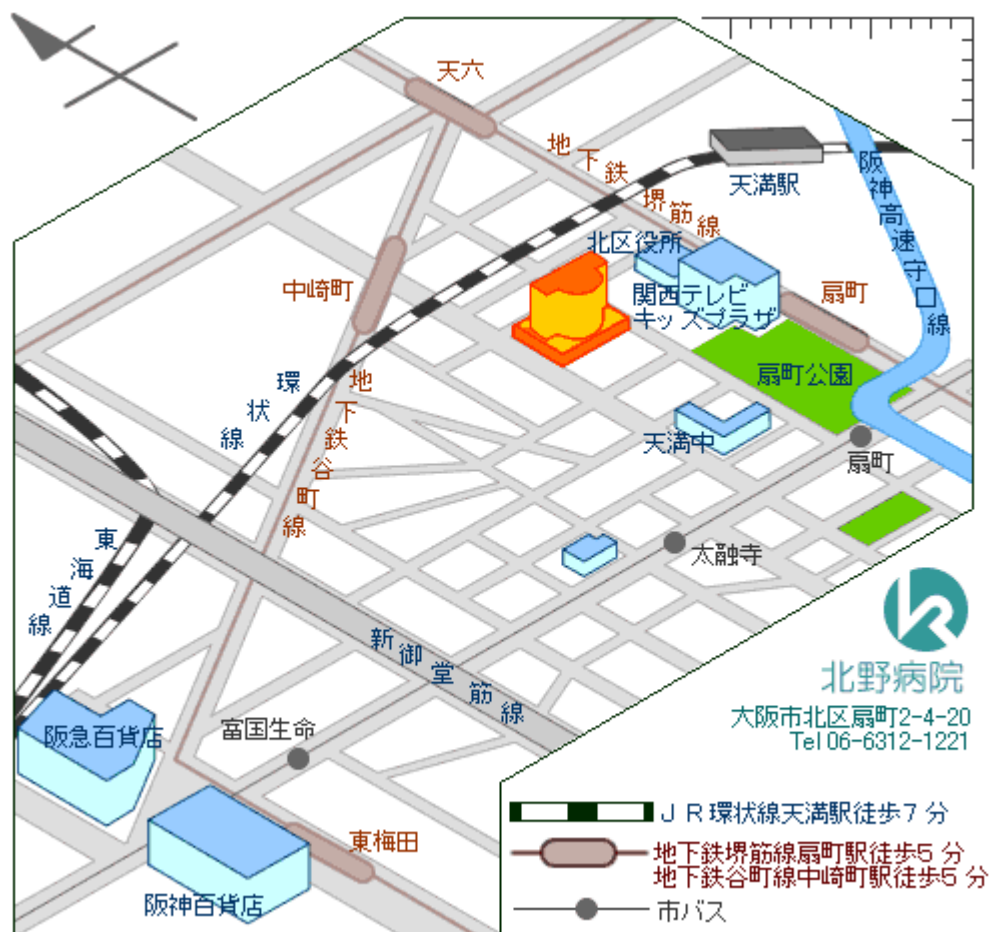 天六
地下鉄堺筋線
天満駅
阪神高速守口線
北区役所
中崎町
関西テレビ
キッズプラザ
扇町
環状線
地下鉄谷町線
扇町公園
天満中
扇町
太融寺
東海道線
新御堂筋線
北野病院
大阪市北区扇町2-4-20
Tel 06-6312-1221
富国生命
阪急百貨店
東梅田
阪神百貨店
JR環状線天満駅徒歩7分
地下鉄堺筋線扇町駅徒歩5分
地下鉄谷町線中崎町駅徒歩5分
市バス